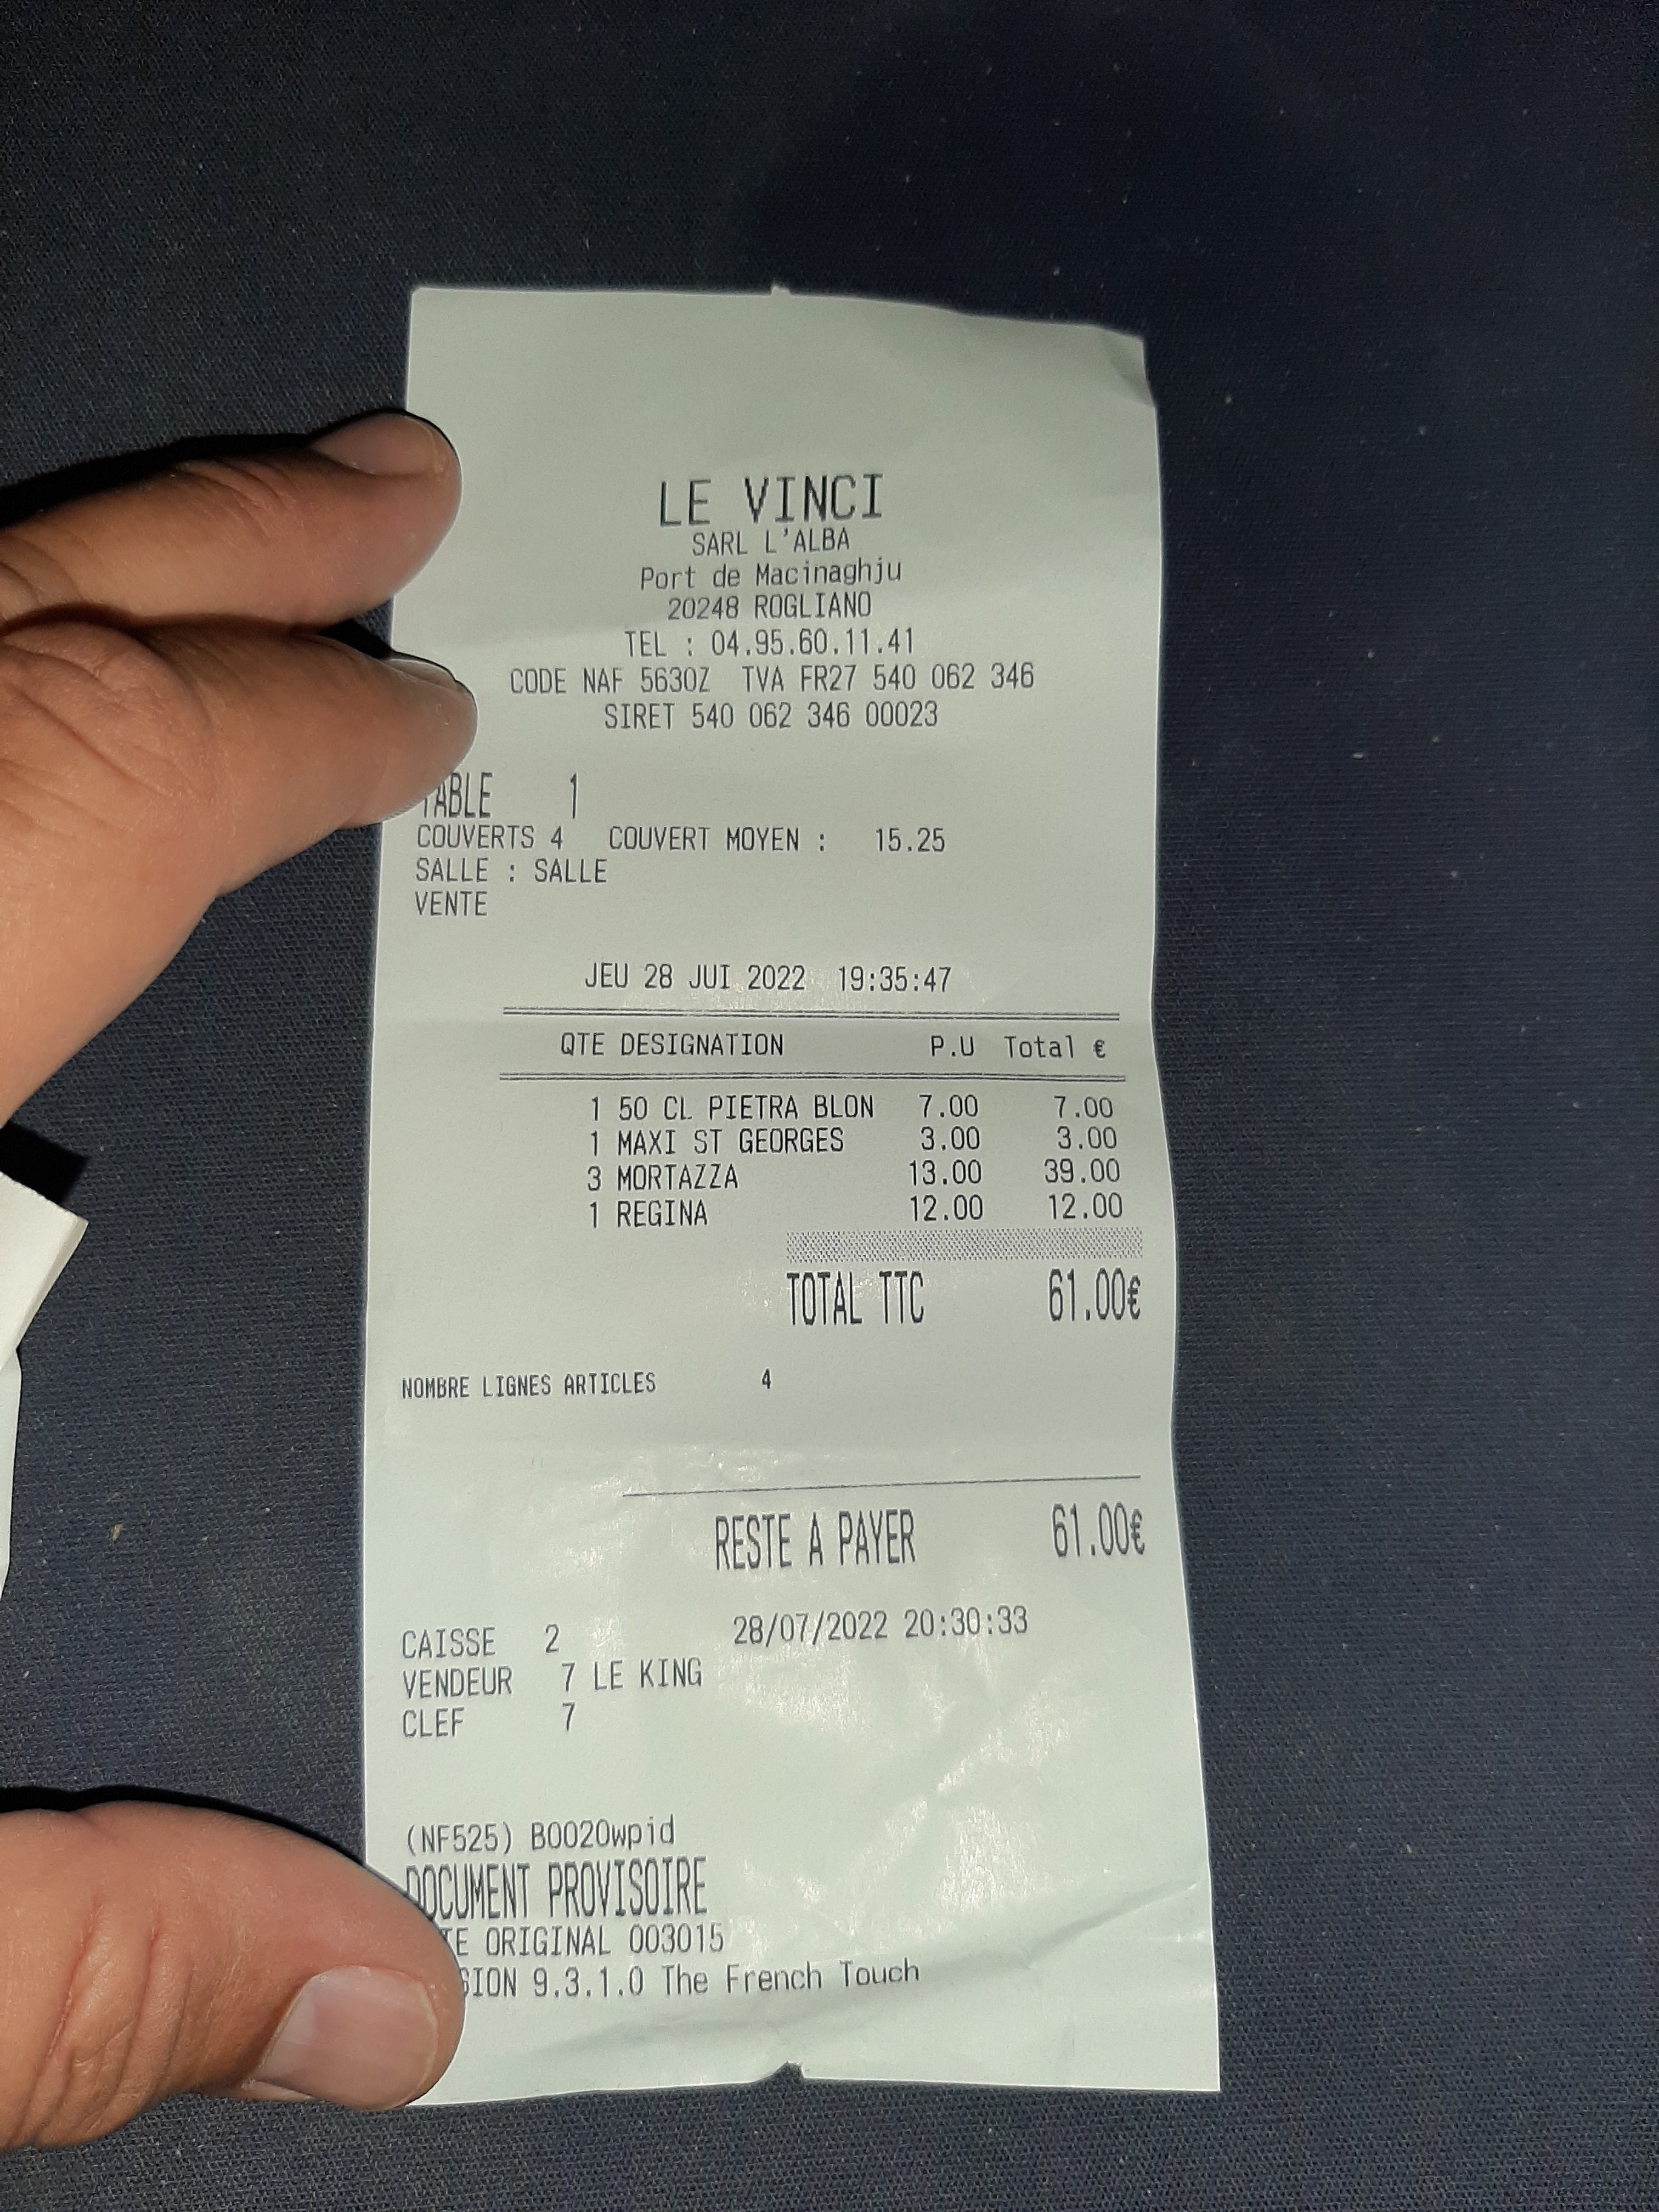 LE VINCI
SARL L'ALBA
Port de Macinaghju
20248 ROGLIANO
TEL : 04.95.60.11.41
CODE NAF 5630Z TVA FR27 540 062 346
SIRET 540 062 346 00023
TABLE 1
COUVERTS 4 COUVERT MOYEN : 15.25
SALLE : SALLE
VENTE
JEU 28 JUI 2022 19:35:47
QTE DESIGNATION P.U Total €
1 50 CL PIETRA BLON 7.00 7.00
1 MAXI ST GEORGES 3.00 3.00
3 MORTAZZA 13.00 39.00
1 REGINA 12.00 12.00
TOTAL TTC 61.00€
NOMBRE LIGNES ARTICLES 4
RESTE A PAYER 61.00€
CAISSE 2 28/07/2022 20:30:33
VENDEUR 7 LE KING
CLEF 7
(NF525) B0020wpid
DOCUMENT PROVISOIRE
ORIGINAL 003015
9.3.1.0 The French Touch